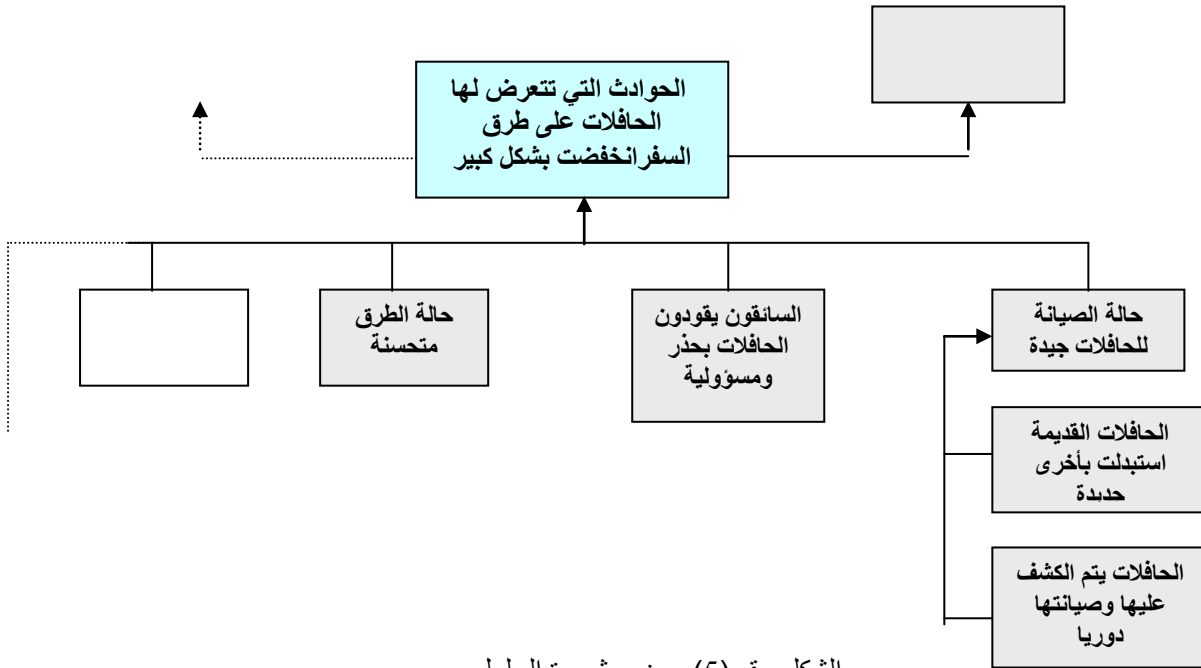 الحوادث التي تتعرض لها
الحافلات على طرق
السفرانخفضت بشكل كبير
حالة الصيانة
للحافلات جيدة
السائقون يقودون
الحافلات بحذر
ومسؤولية
حالة الطرق
متحسنة
الحافلات القديمة
استبدلت بأخرى
جديدة
الحافلات يتم الكشف
عليها وصيانتها
دوريا
(5)